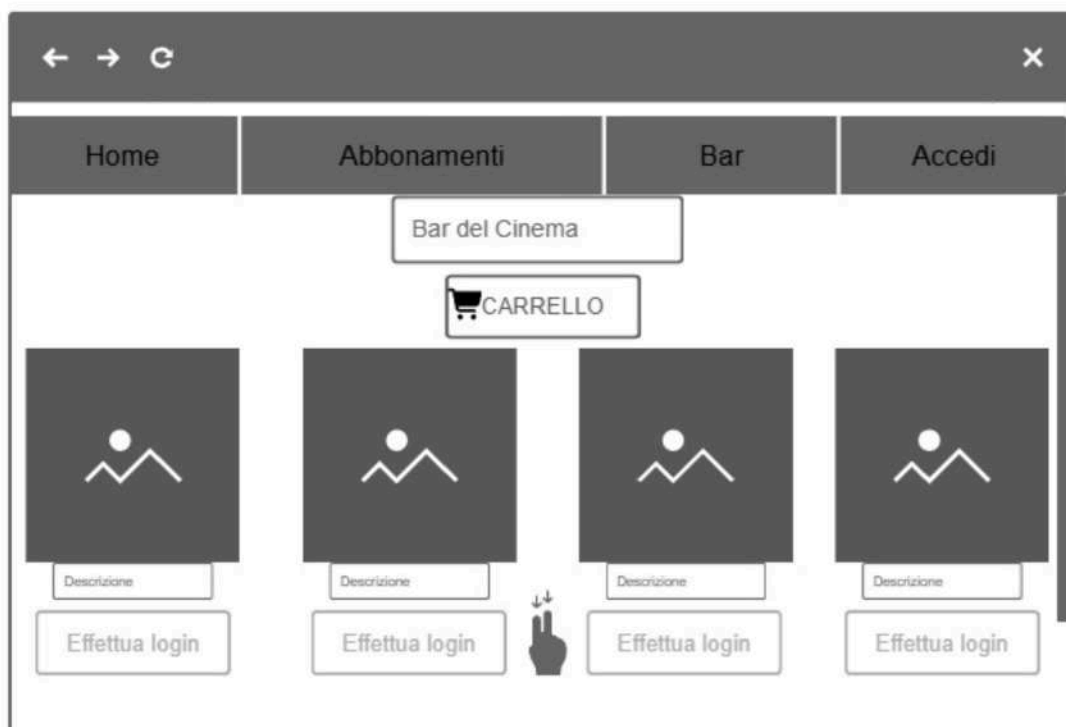 Home Abbonamenti Bar Accedi
Bar del Cinema
CARRELLO
Descrizione Descrizione Descrizione Descrizione
Effettua login Effettua login Effettua login Effettua login